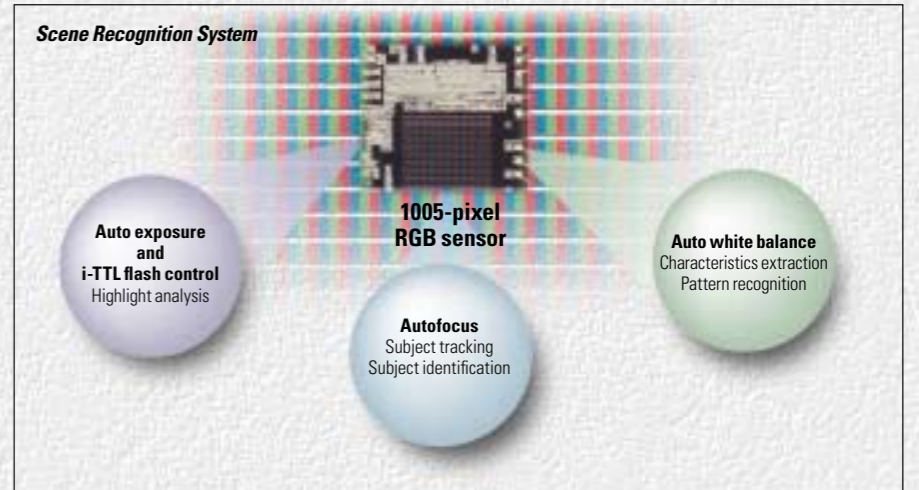 Scene Recognition System
1005-pixel
RGB sensor
Auto exposure
and
i-TTL flash control
Highlight analysis
Autofocus
Subject tracking
Subject identification
Auto white balance
Characteristics extraction
Pattern recognition